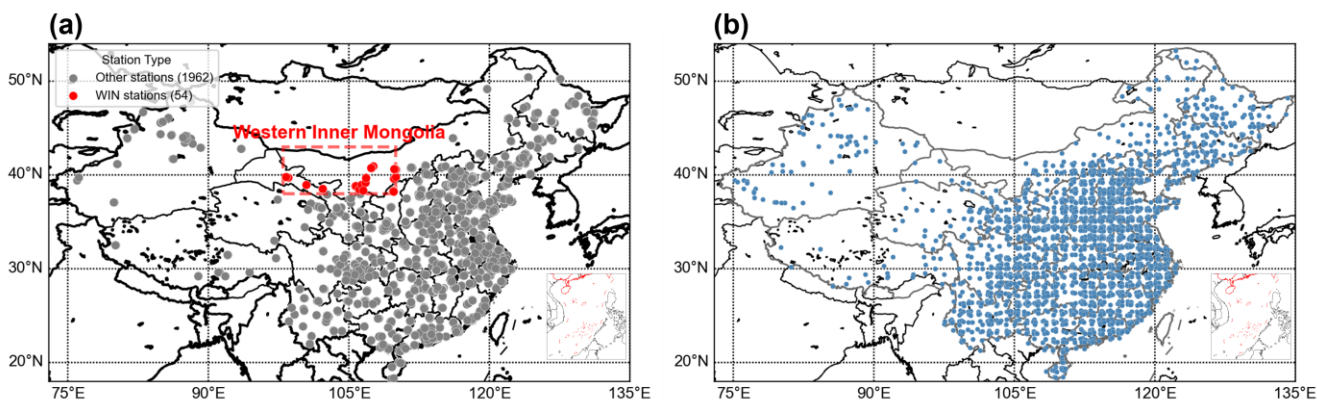 (a)
Station Type
Other stations (1962)
WIN stations (54)
Western Inner Mongolia
50°N
40°N
30°N
20°N
75°E
90°E
105°E
120°E
135°E
(b)
50°N
40°N
30°N
20°N
75°E
90°E
105°E
120°E
135°E